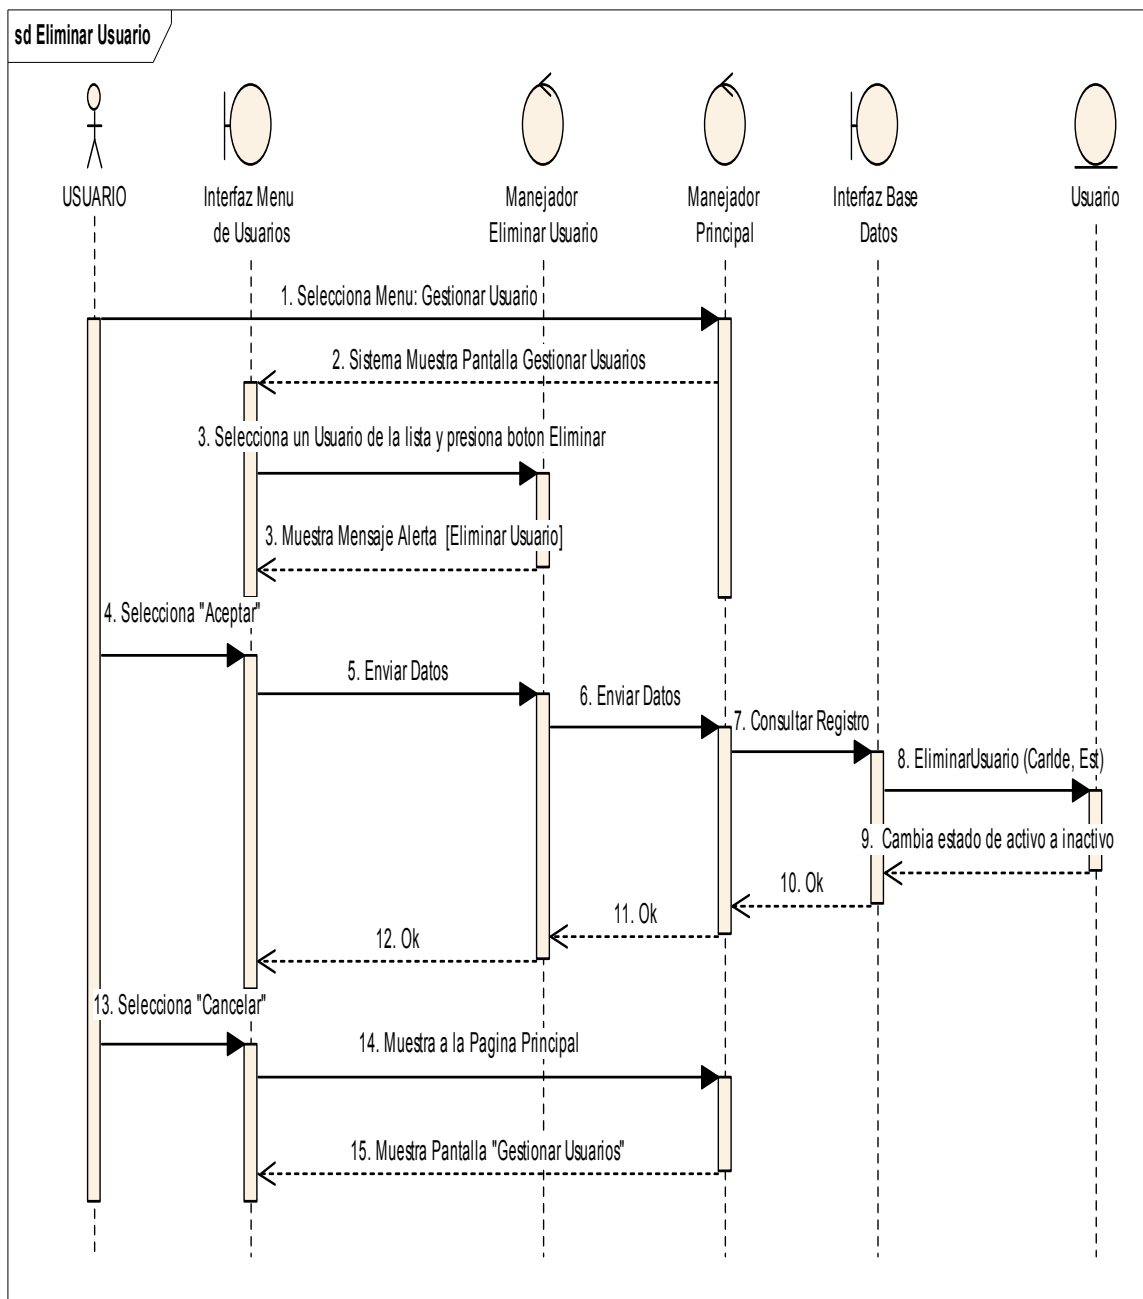 sd Eliminar Usuario
USUARIO
Interfaz Menu
de Usuarios
Manejador
Eliminar Usuario
Manejador
Principal
Interfaz Base
Datos
Usuario
1. Selecciona Menu: Gestionar Usuario
2. Sistema Muestra Pantalla Gestionar Usuarios
3. Selecciona un Usuario de la lista y presiona boton Eliminar
3. Muestra Mensaje Alerta [Eliminar Usuario]
4. Selecciona "Aceptar"
5. Enviar Datos
6. Enviar Datos
7. Consultar Registro
8. EliminarUsuario (CarIde, Est)
9. Cambia estado de activo a inactivo
10. Ok
11. Ok
12. Ok
13. Selecciona "Cancelar"
14. Muestra a la Pagina Principal
15. Muestra Pantalla "Gestionar Usuarios"